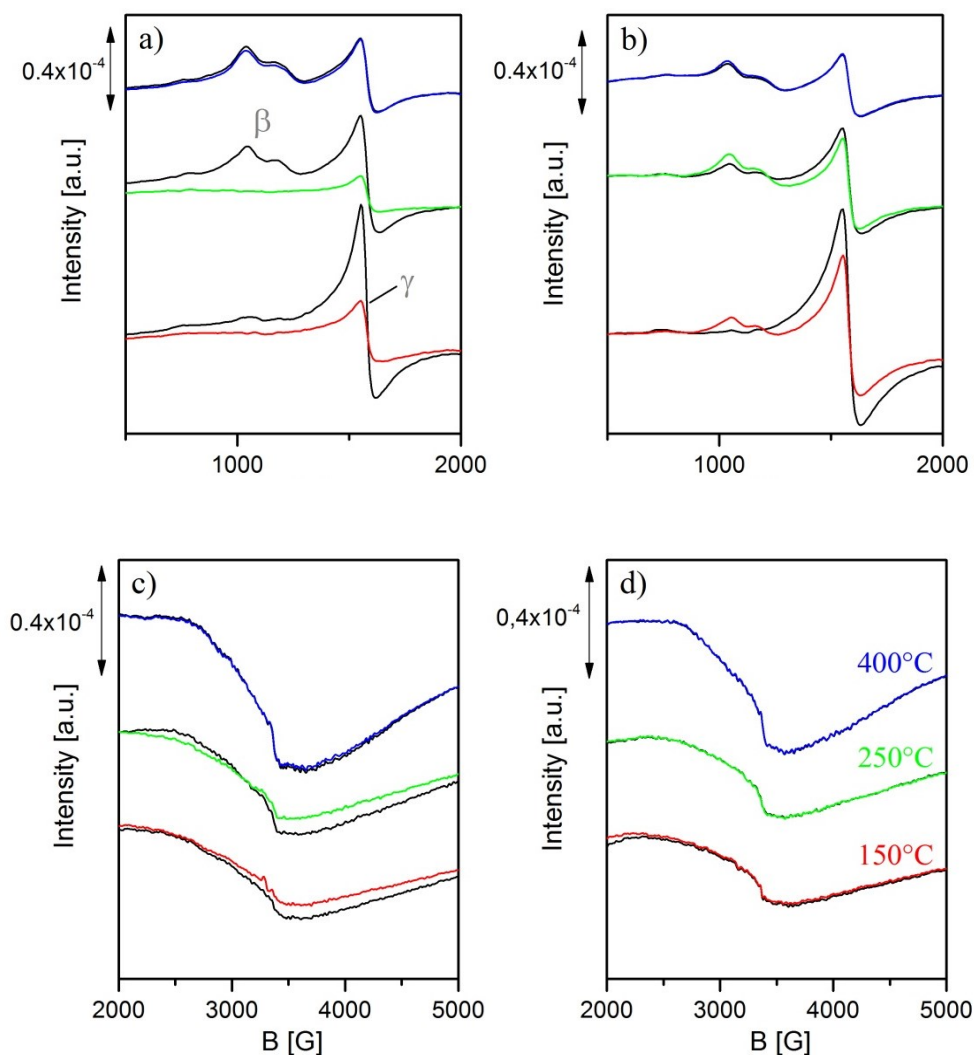 a)
0.4x10⁻⁴
β
γ
Intensity [a.u.]
1000
2000
b)
0.4x10⁻⁴
Intensity [a.u.]
1000
2000
c)
0.4x10⁻⁴
Intensity [a.u.]
2000
3000
4000
5000
B [G]
d)
0,4x10⁻⁴
400°C
250°C
150°C
Intensity [a.u.]
2000
3000
4000
5000
B [G]